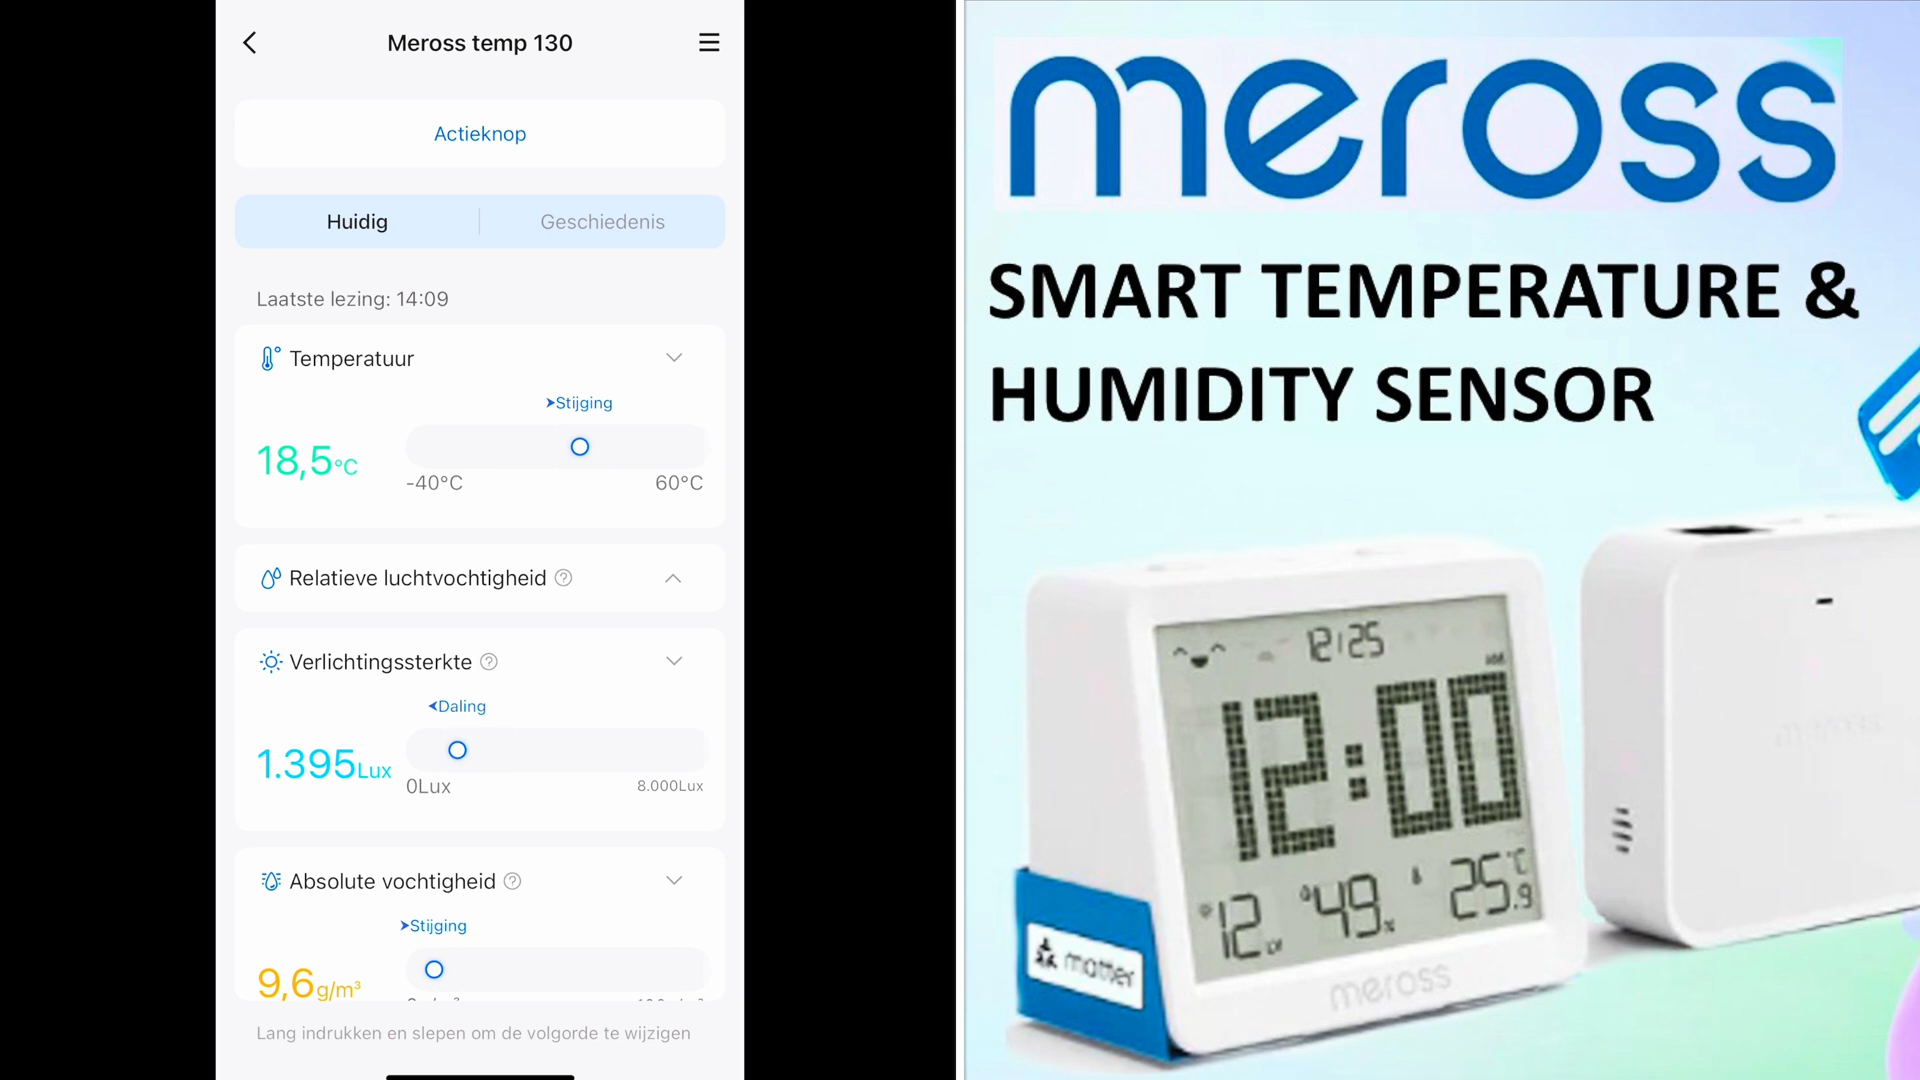 Meross temp 130
Actieknop
Huidig
Geschiedenis
Laatste lezing: 14:09
Temperatuur
➤Stijging
18,5°C
-40°C
60°C
Relatieve luchtvochtigheid ?
Verlichtingssterkte ?
◄Daling
1.395Lux
0Lux
8.000Lux
Absolute vochtigheid ?
➤Stijging
9,6g/m³
Lang indrukken en slepen om de volgorde te wijzigen
meross
SMART TEMPERATURE &
HUMIDITY SENSOR
12/25
12:00
12 49% 25.9°C
matter
meross
meross